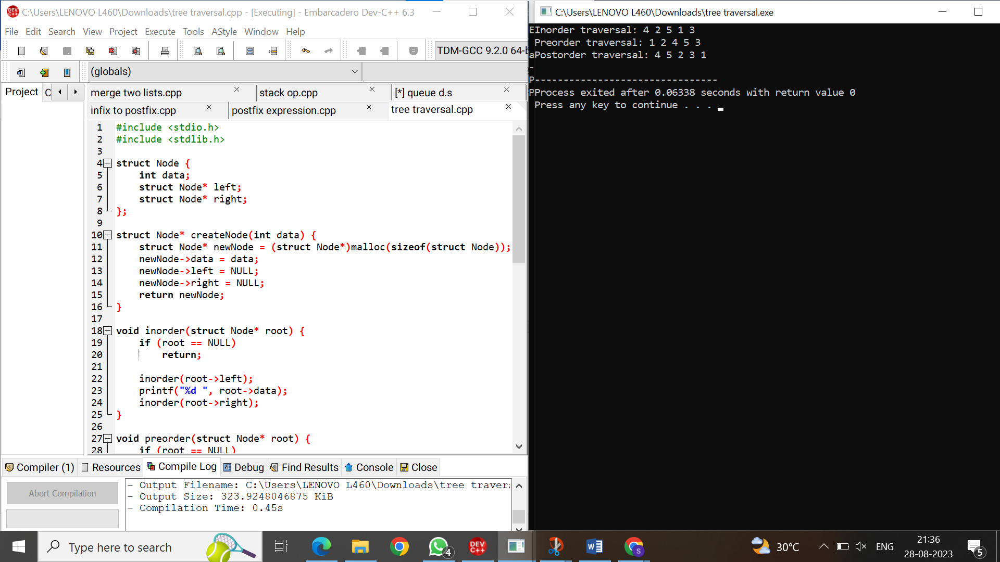 C:\Users\LENOVO L460\Downloads\tree traversal.cpp - [Executing] - Embarcadero Dev-C++ 6.3
File Edit Search View Project Execute Tools AStyle Window Help
TDM-GCC 9.2.0 64-b
(globals)
Project C
merge two lists.cpp stack op.cpp [*] queue d.s
infix to postfix.cpp postfix expression.cpp tree traversal.cpp
1 #include <stdio.h>
2 #include <stdlib.h>
3
4 struct Node {
5 int data;
6 struct Node* left;
7 struct Node* right;
8 };
9
10 struct Node* createNode(int data) {
11 struct Node* newNode = (struct Node*)malloc(sizeof(struct Node));
12 newNode->data = data;
13 newNode->left = NULL;
14 newNode->right = NULL;
15 return newNode;
16 }
17
18 void inorder(struct Node* root) {
19 if (root == NULL)
20 return;
21
22 inorder(root->left);
23 printf("%d ", root->data);
24 inorder(root->right);
25 }
26
27 void preorder(struct Node* root) {
28 if (root == NULL)
Compiler (1) Resources Compile Log Debug Find Results Console Close
Abort Compilation
- Output Filename: C:\Users\LENOVO L460\Downloads\tree travers
- Output Size: 323.9248046875 KiB
- Compilation Time: 0.45s
C:\Users\LENOVO L460\Downloads\tree traversal.exe
EInorder traversal: 4 2 5 1 3
Preorder traversal: 1 2 4 5 3
aPostorder traversal: 4 5 2 3 1
-
P--------------------------------
PProcess exited after 0.06338 seconds with return value 0
Press any key to continue . . .
Type here to search
DEV C++
4
S
30°C
ENG
21:36
28-08-2023
5